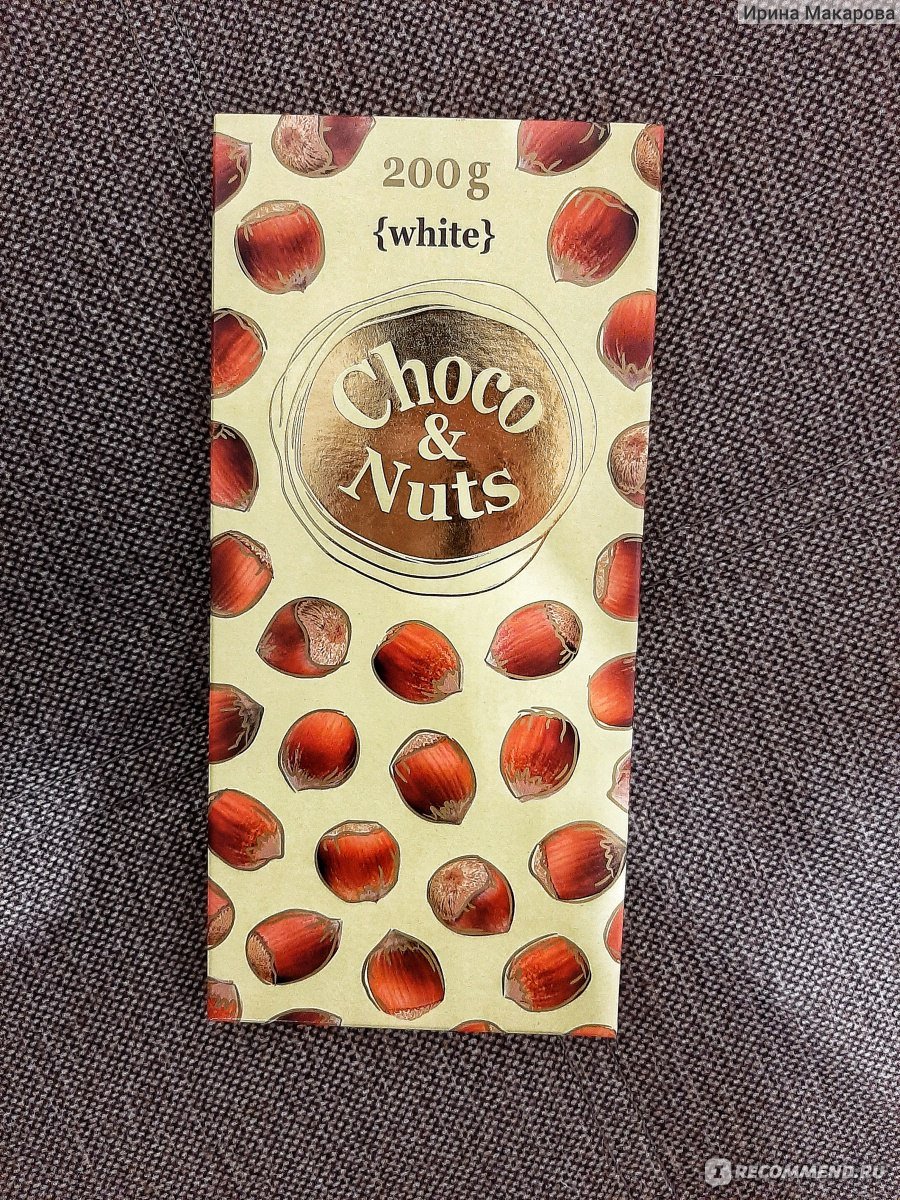 Ирина Макарова
200g
{white}
Choco
&
Nuts
RECOMMEND.RU